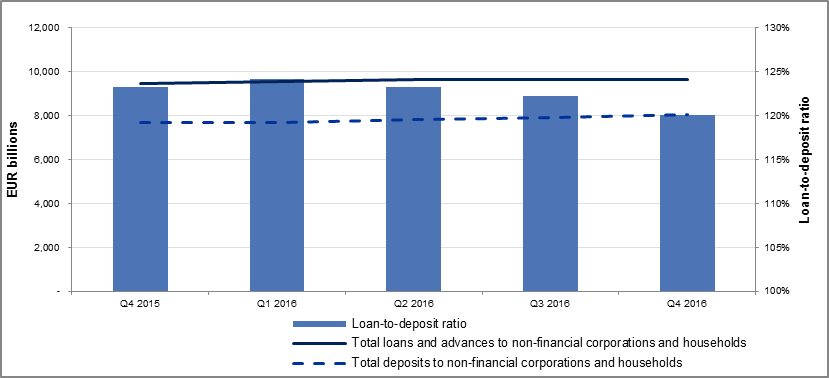 12,000
10,000
8,000
6,000
4,000
2,000
-
EUR billions
130%
125%
120%
115%
110%
105%
100%
Loan-to-deposit ratio
Q4 2015
Q1 2016
Q2 2016
Q3 2016
Q4 2016
Loan-to-deposit ratio
Total loans and advances to non-financial corporations and households
Total deposits to non-financial corporations and households